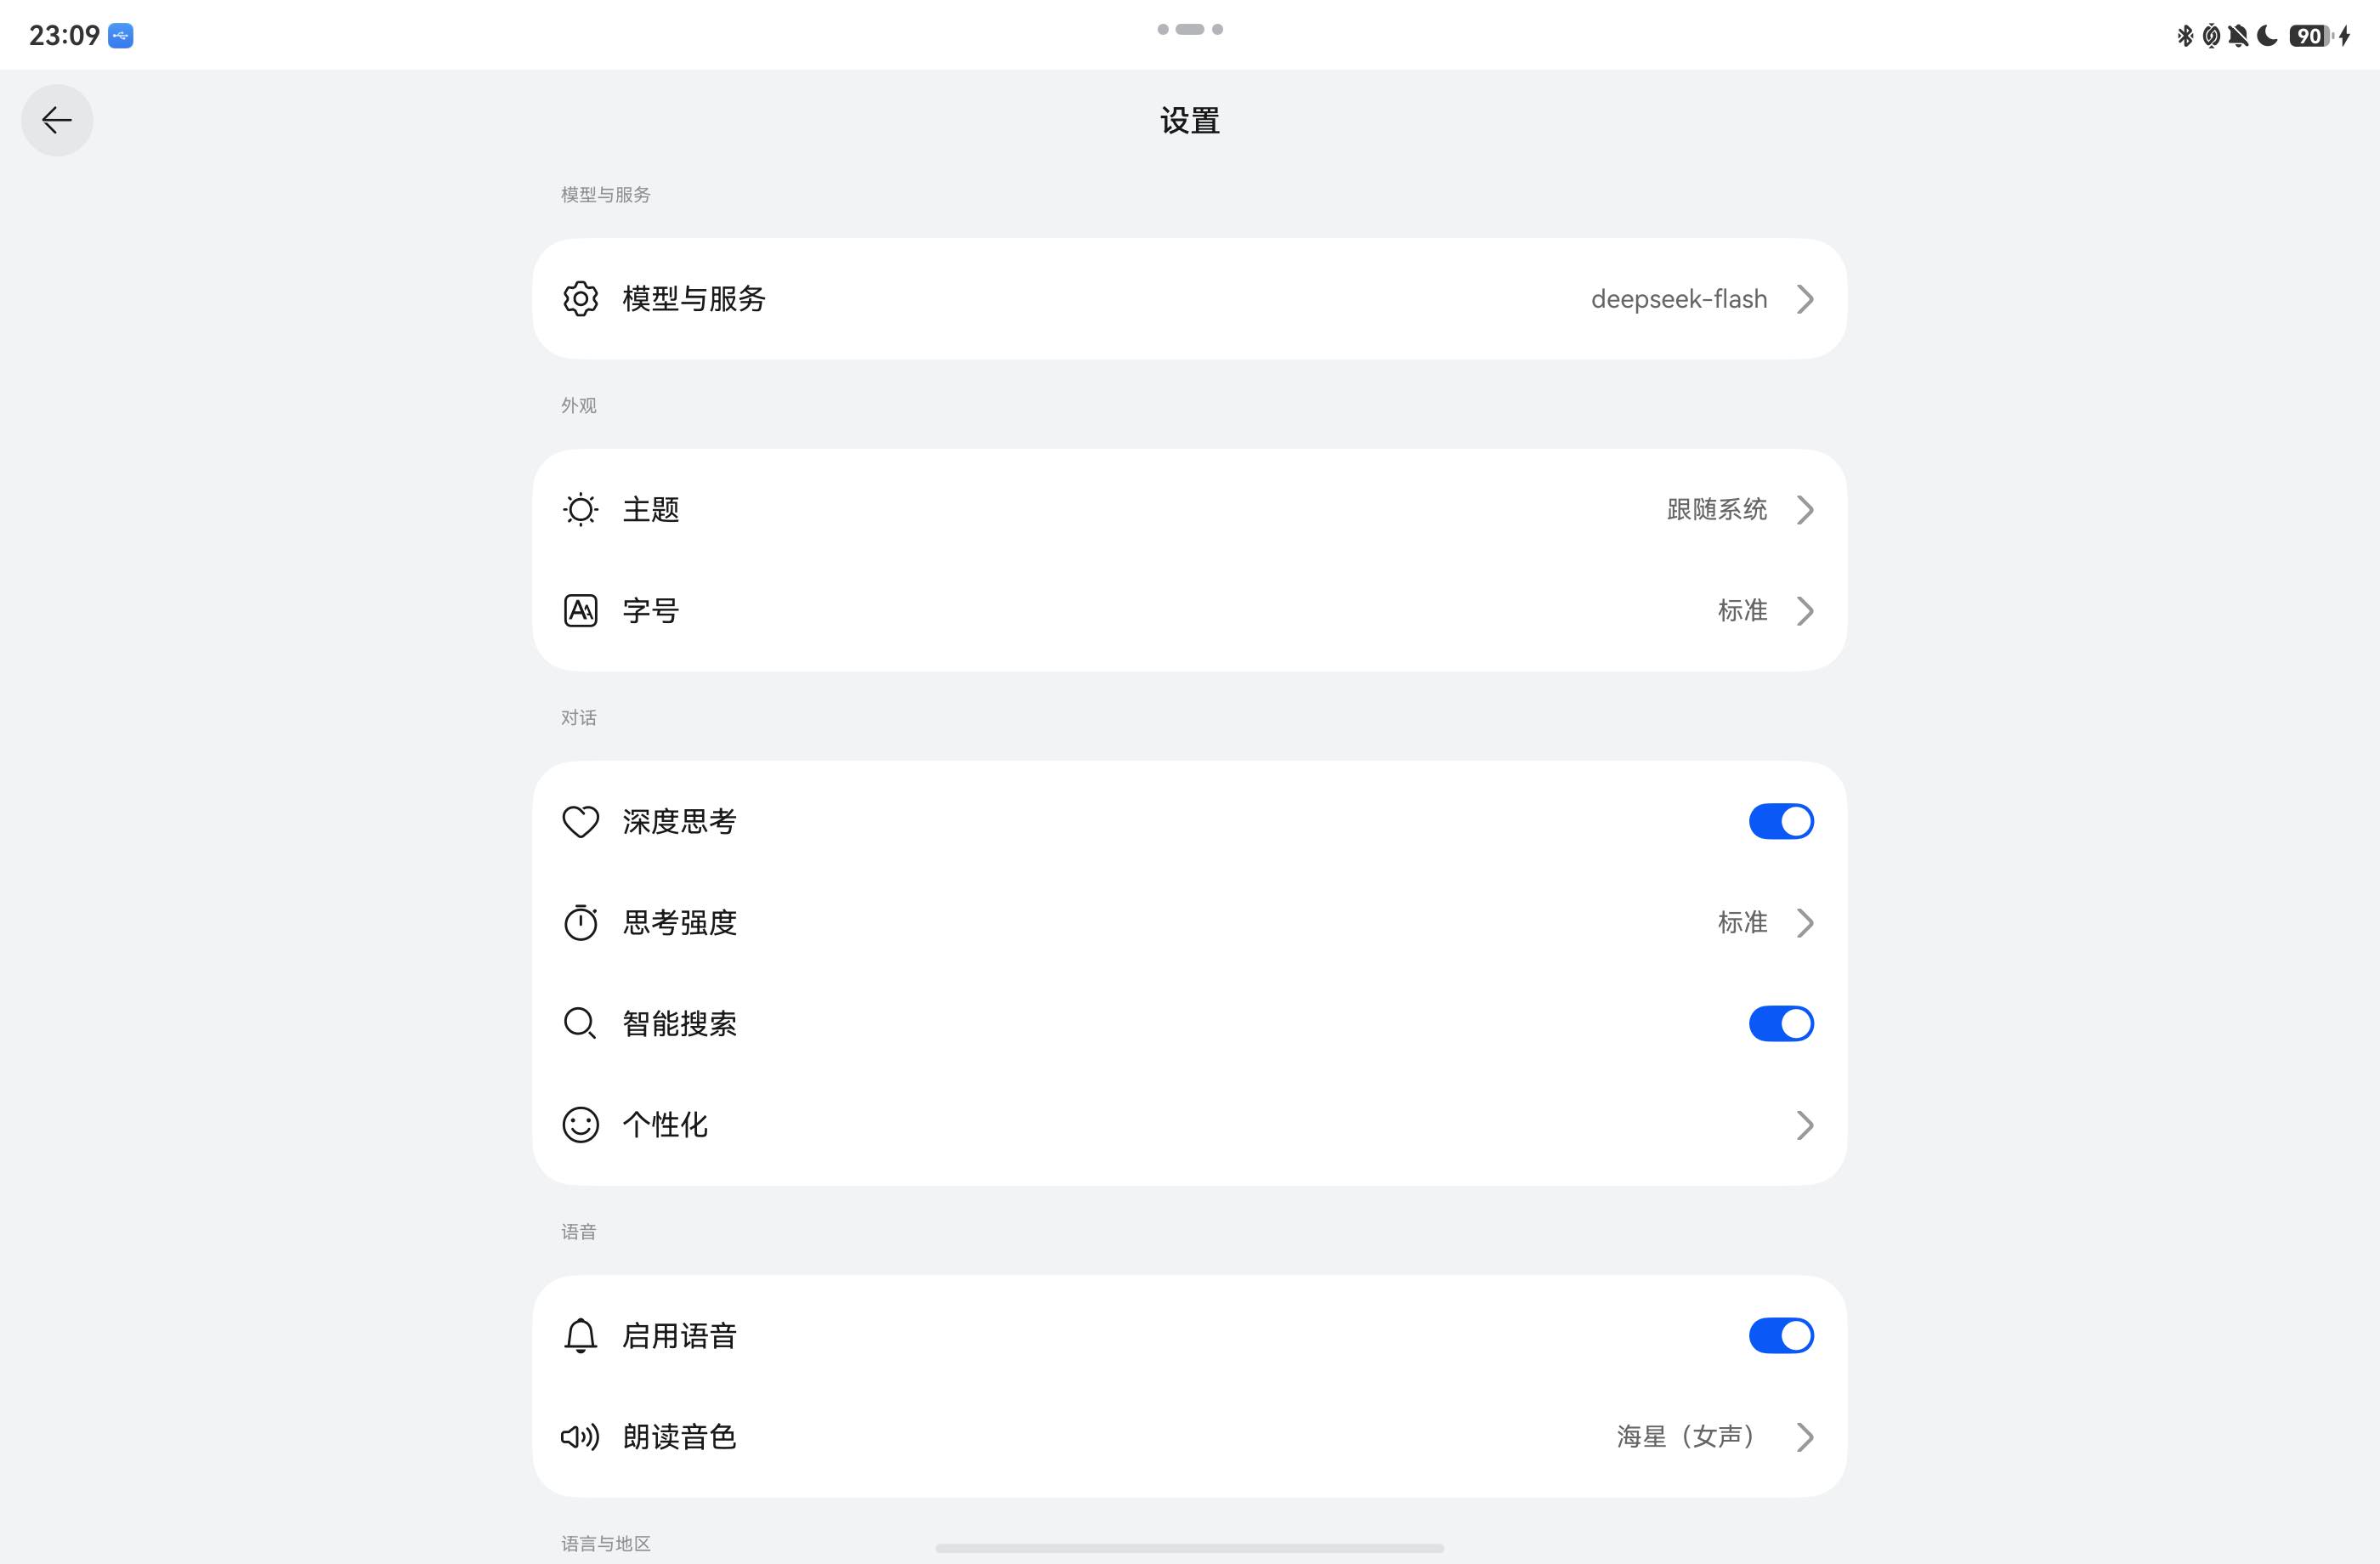 23:09
90
设置
模型与服务
模型与服务 deepseek-flash
外观
主题 跟随系统
字号 标准
对话
深度思考
思考强度 标准
智能搜索
个性化
语音
启用语音
朗读音色 海星（女声）
语言与地区